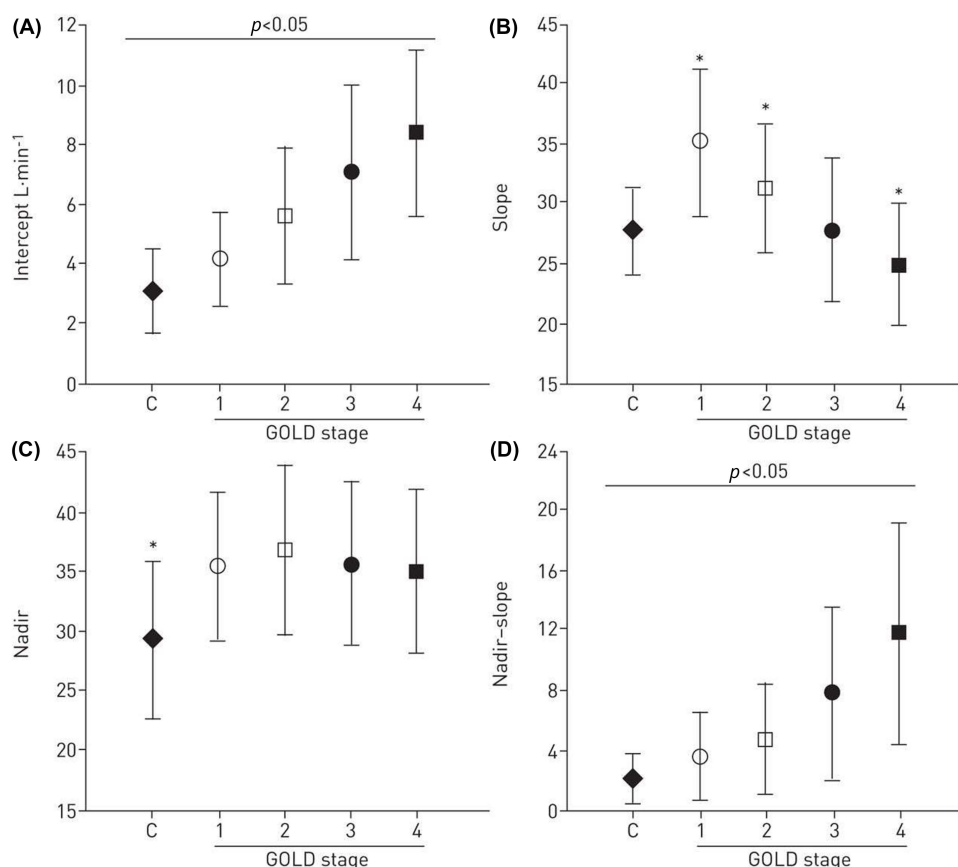 (A)
p<0.05
12
10
8
6
4
2
0
Intercept L·min⁻¹
C 1 2 3 4
GOLD stage
(B)
45
40
35
30
25
20
15
Slope
* * *
C 1 2 3 4
GOLD stage
(C)
45
40
35
30
25
20
15
Nadir
*
C 1 2 3 4
GOLD stage
(D)
p<0.05
24
20
16
12
8
4
0
Nadir–slope
C 1 2 3 4
GOLD stage